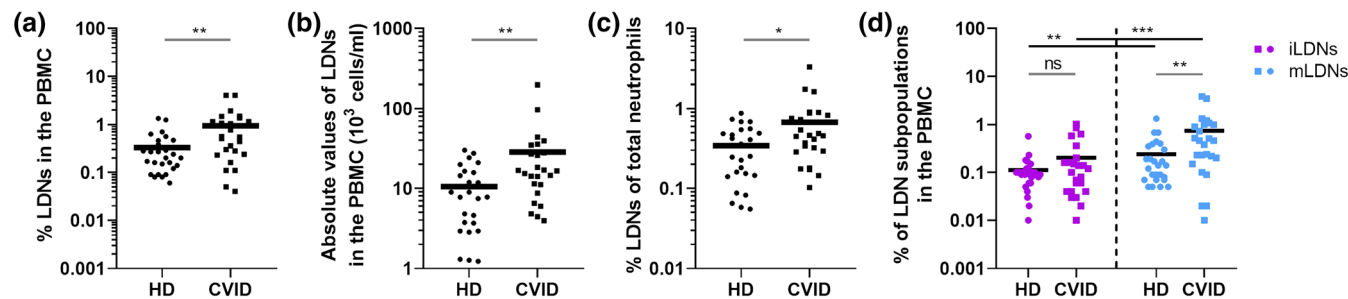 (a)
% LDNs in the PBMC
100
10
1
0.1
0.01
0.001
**
HD CVID
(b)
Absolute values of LDNs
in the PBMC (10³ cells/ml)
1000
100
10
1
**
HD CVID
(c)
% LDNs of total neutrophils
10
1
0.1
0.01
*
HD CVID
(d)
% of LDN subpopulations
in the PBMC
100
10
1
0.1
0.01
0.001
** ***
ns **
HD CVID HD CVID
iLDNs
mLDNs